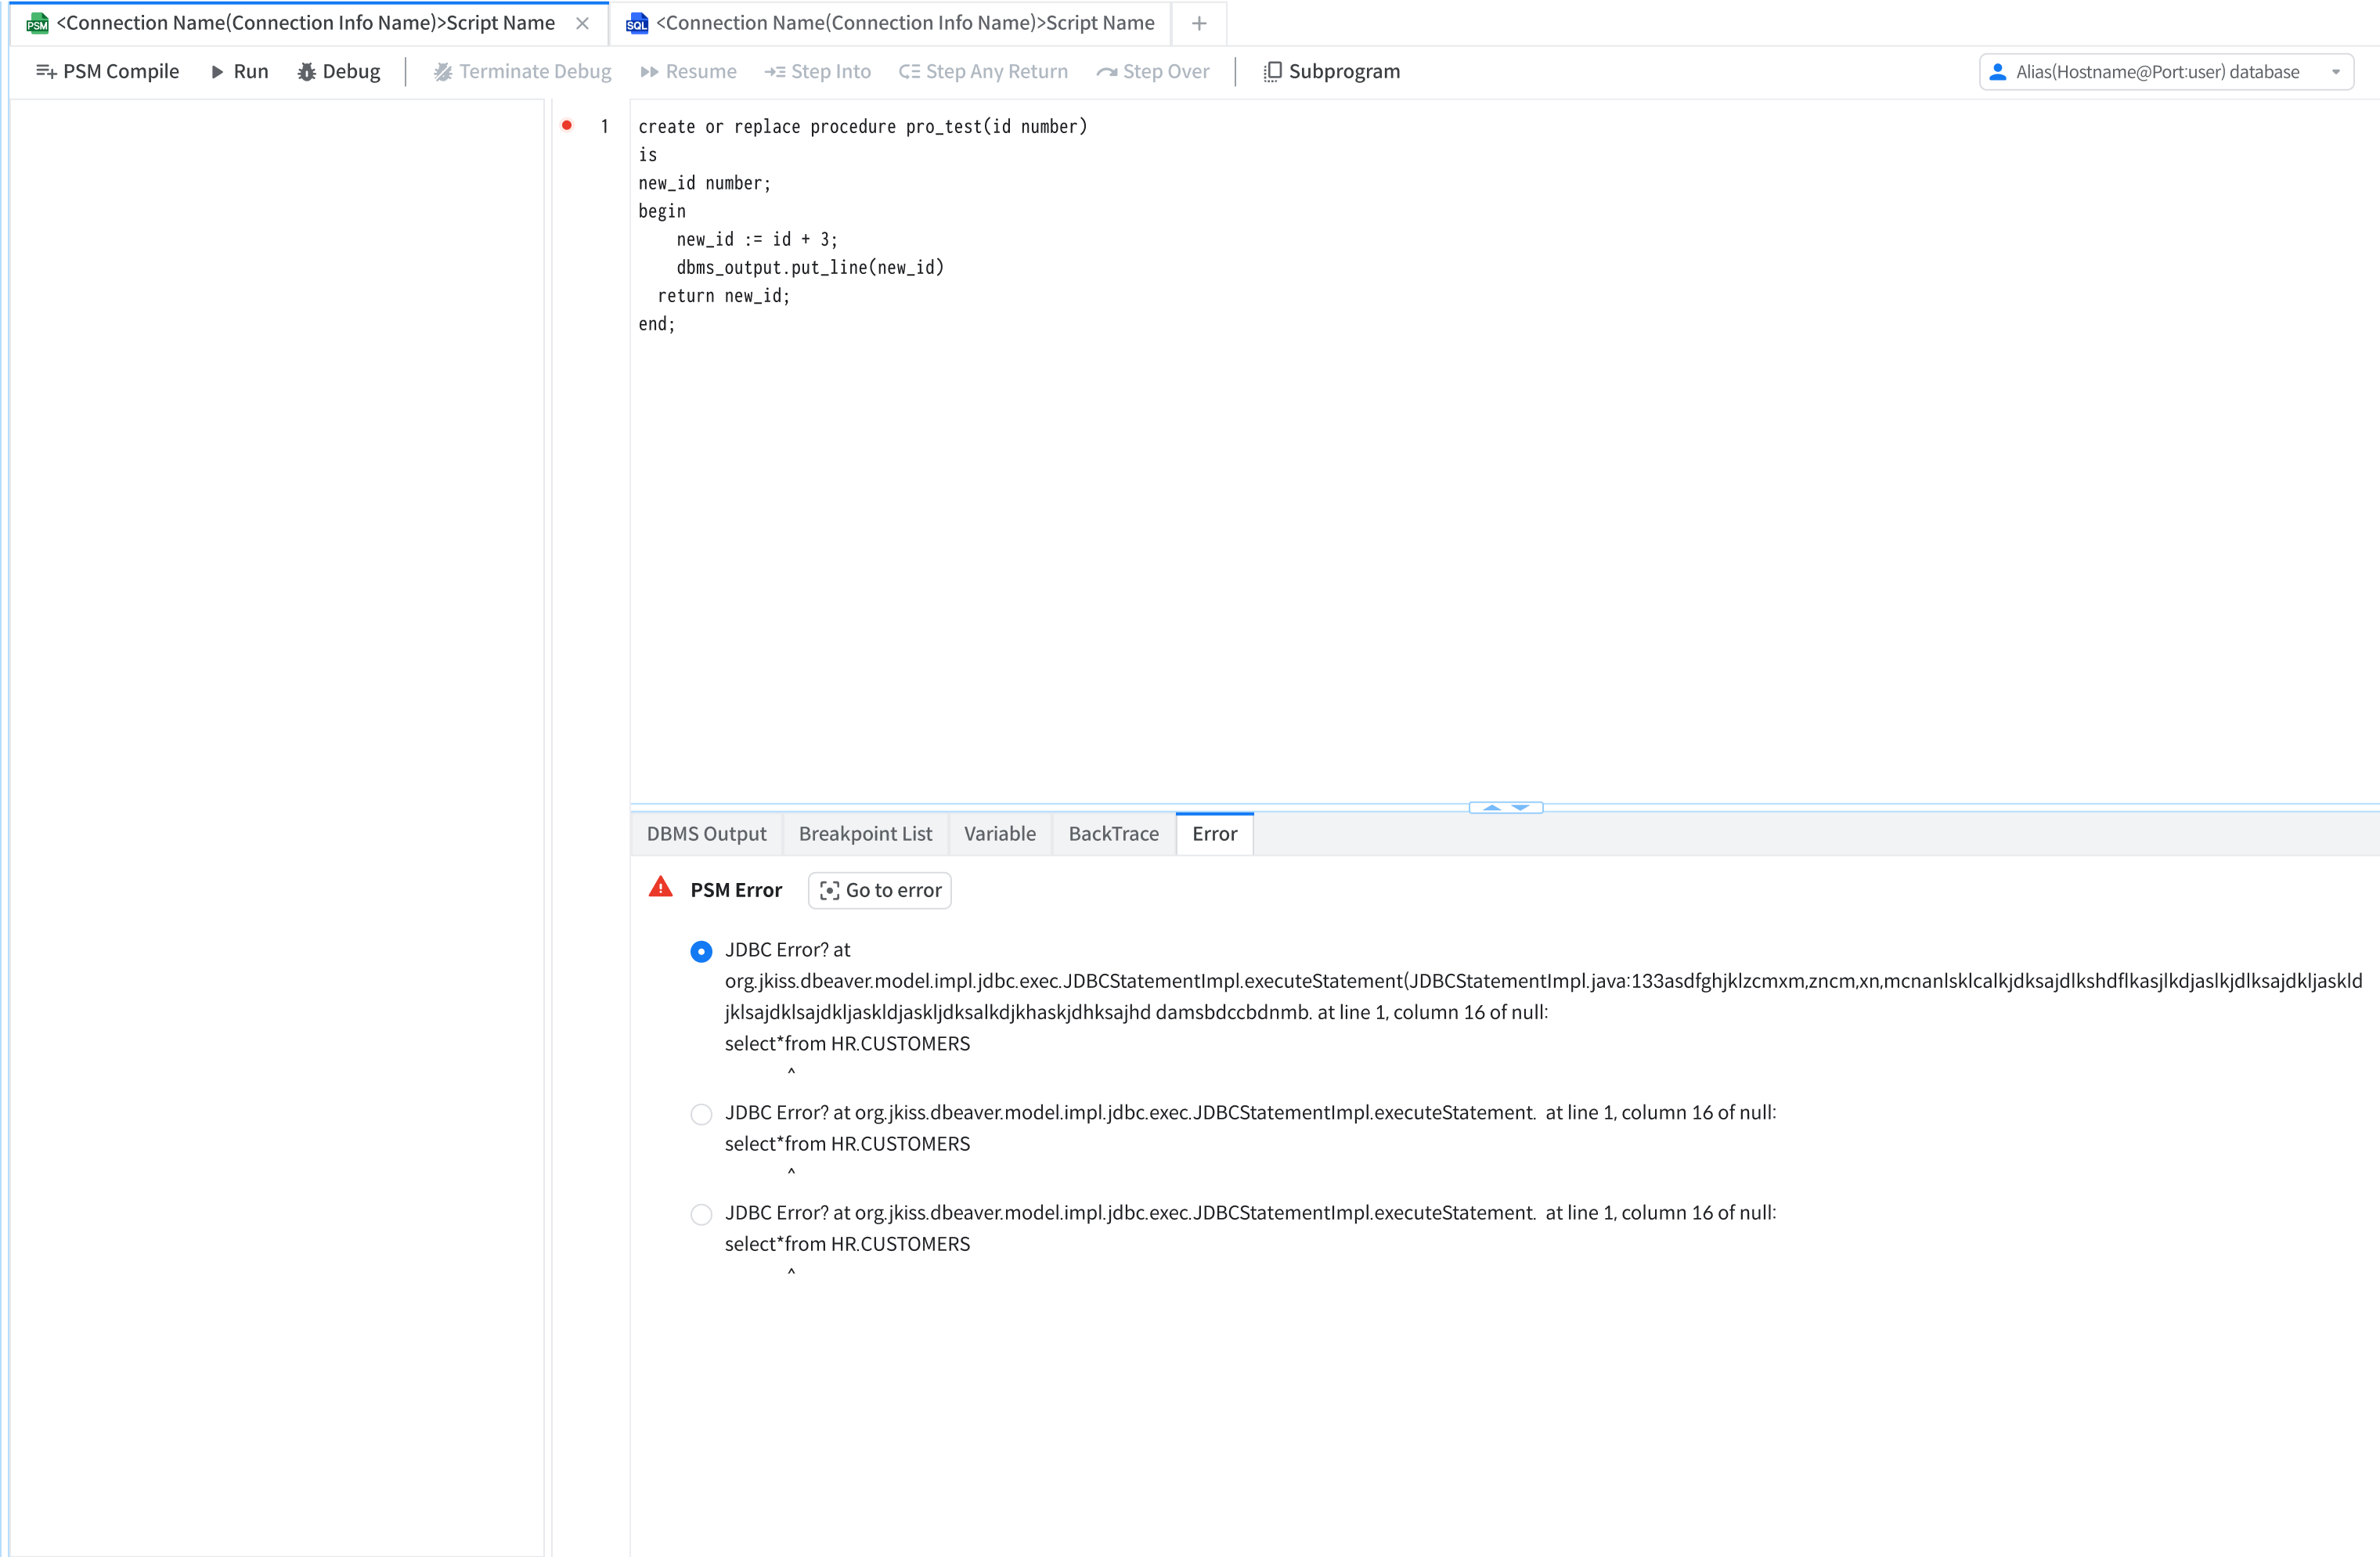 PSM <Connection Name(Connection Info Name)>Script Name
SQL <Connection Name(Connection Info Name)>Script Name
PSM Compile Run Debug Terminate Debug Resume Step Into Step Any Return Step Over Subprogram Alias(Hostname@Port:user) database
1 create or replace procedure pro_test(id number)
is
new_id number;
begin
    new_id := id + 3;
    dbms_output.put_line(new_id)
  return new_id;
end;
DBMS Output Breakpoint List Variable BackTrace Error
PSM Error Go to error
JDBC Error? at
org.jkiss.dbeaver.model.impl.jdbc.exec.JDBCStatementImpl.executeStatement(JDBCStatementImpl.java:133asdfghjklzcmxm,zncm,xn,mcnanlsklcalkjdksajdlkshdflkasjlkdjaslkjdlksajdkljaskld
jklsajdklsajdkljaskldjaskljdksalkdjkhaskjdhksajhd damsbdccbdnmb. at line 1, column 16 of null:
select*from HR.CUSTOMERS
^
JDBC Error? at org.jkiss.dbeaver.model.impl.jdbc.exec.JDBCStatementImpl.executeStatement.  at line 1, column 16 of null:
select*from HR.CUSTOMERS
^
JDBC Error? at org.jkiss.dbeaver.model.impl.jdbc.exec.JDBCStatementImpl.executeStatement.  at line 1, column 16 of null:
select*from HR.CUSTOMERS
^